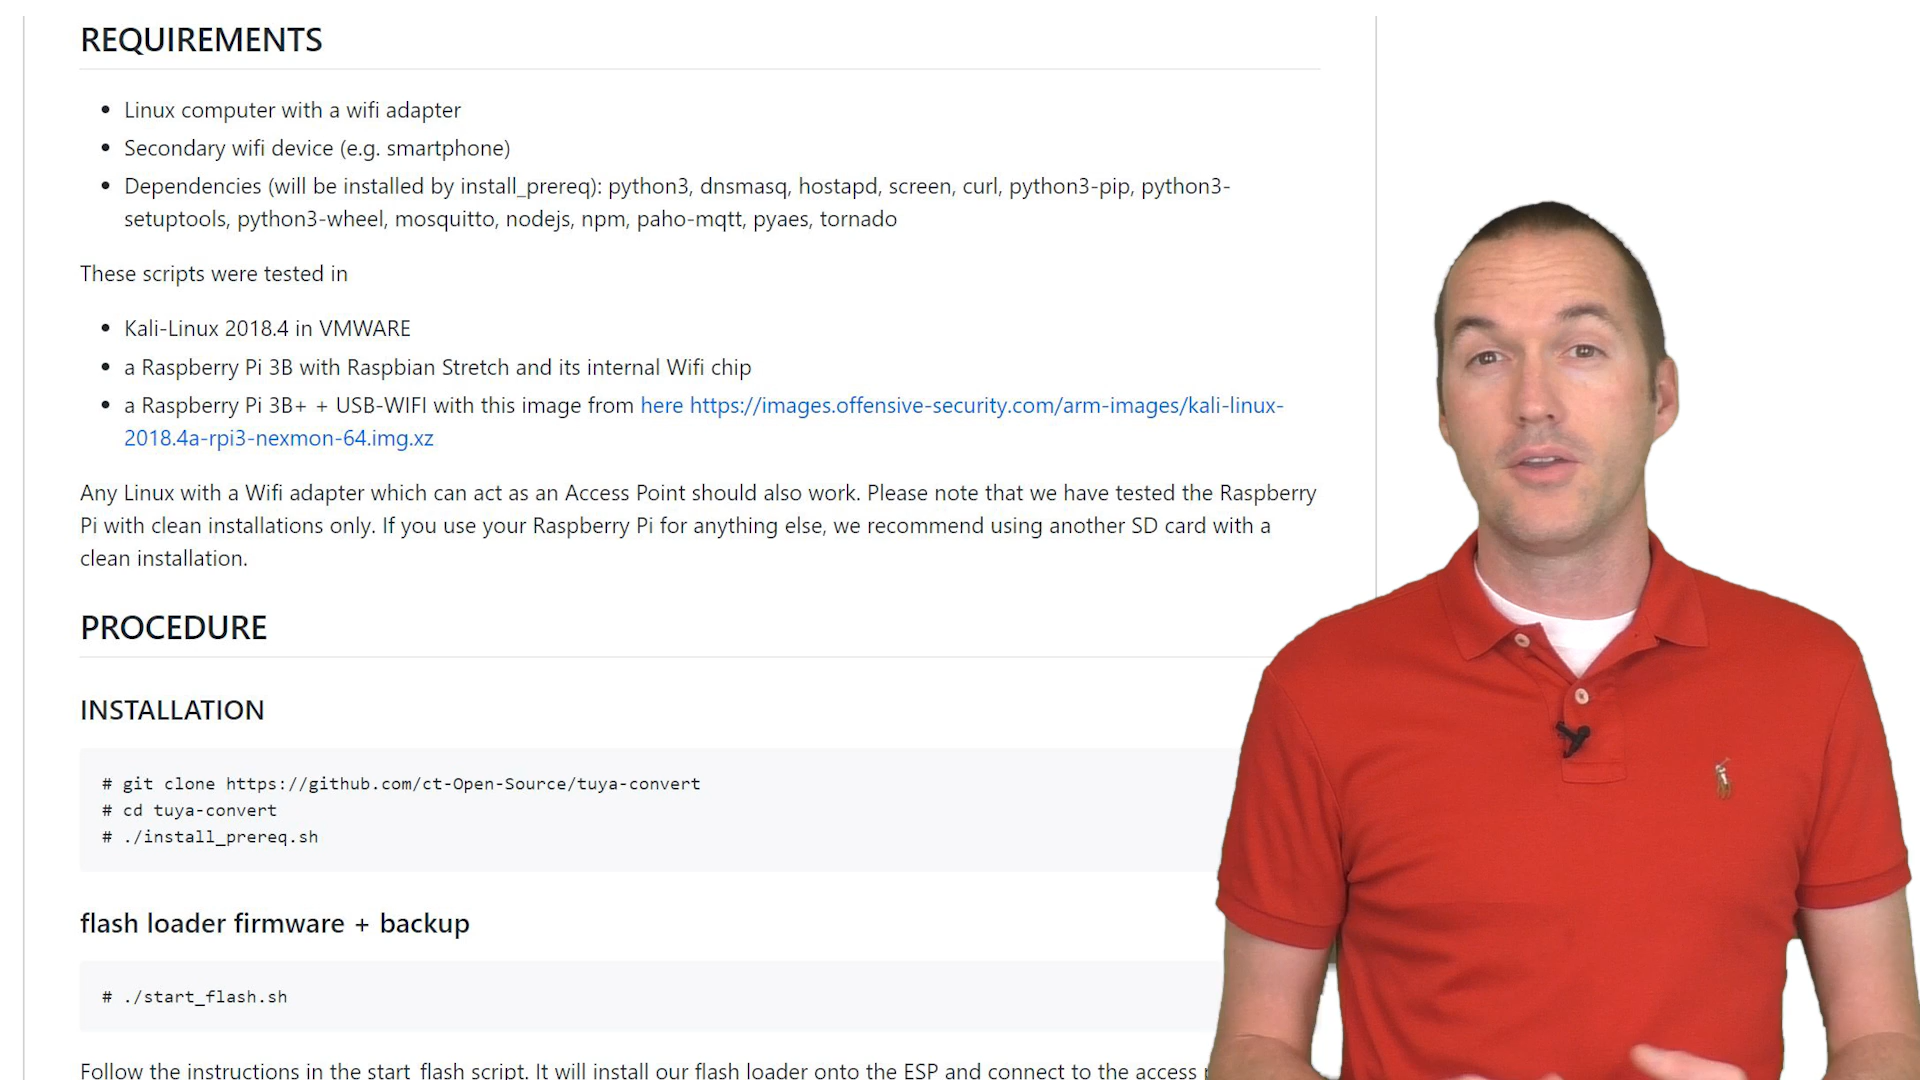 REQUIREMENTS
Linux computer with a wifi adapter
Secondary wifi device (e.g. smartphone)
Dependencies (will be installed by install_prereq): python3, dnsmasq, hostapd, screen, curl, python3-pip, python3-
setuptools, python3-wheel, mosquitto, nodejs, npm, paho-mqtt, pyaes, tornado
These scripts were tested in
Kali-Linux 2018.4 in VMWARE
a Raspberry Pi 3B with Raspbian Stretch and its internal Wifi chip
a Raspberry Pi 3B+ + USB-WIFI with this image from here https://images.offensive-security.com/arm-images/kali-linux-
2018.4a-rpi3-nexmon-64.img.xz
Any Linux with a Wifi adapter which can act as an Access Point should also work. Please note that we have tested the Raspberry
Pi with clean installations only. If you use your Raspberry Pi for anything else, we recommend using another SD card with a
clean installation.
PROCEDURE
INSTALLATION
# git clone https://github.com/ct-Open-Source/tuya-convert
# cd tuya-convert
# ./install_prereq.sh
flash loader firmware + backup
# ./start_flash.sh
Follow the instructions in the start_flash script. It will install our flash loader onto the ESP and connect to the access